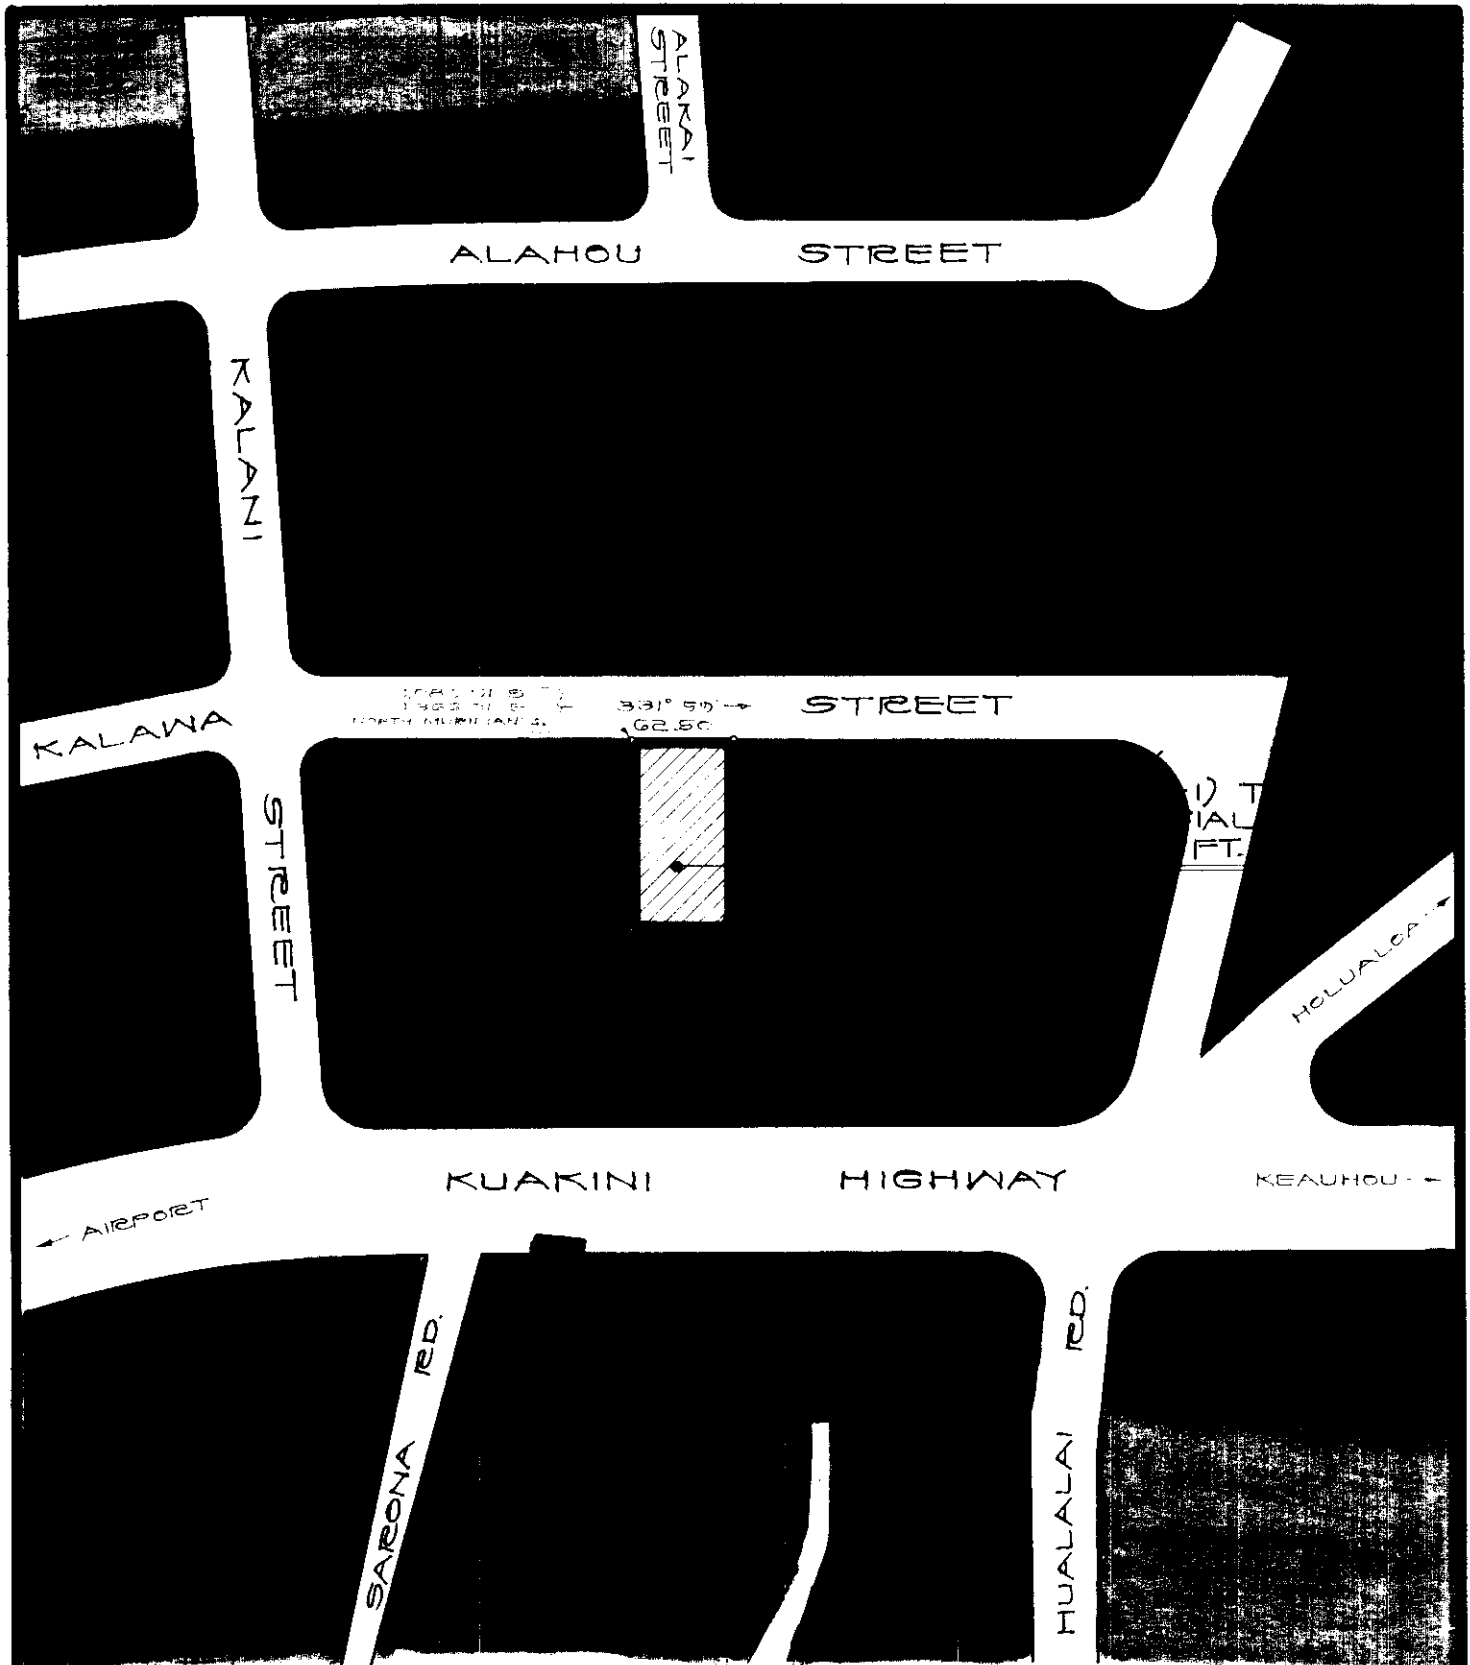 ALAKAI
STREET
ALAHOU STREET
KALANI
STREET
62.50
KALAWA STREET
FT.
HOLUALOA
KUAKINI HIGHWAY
KEAUHOU
AIRPORT
SARONA RD.
HUALALAI RD.